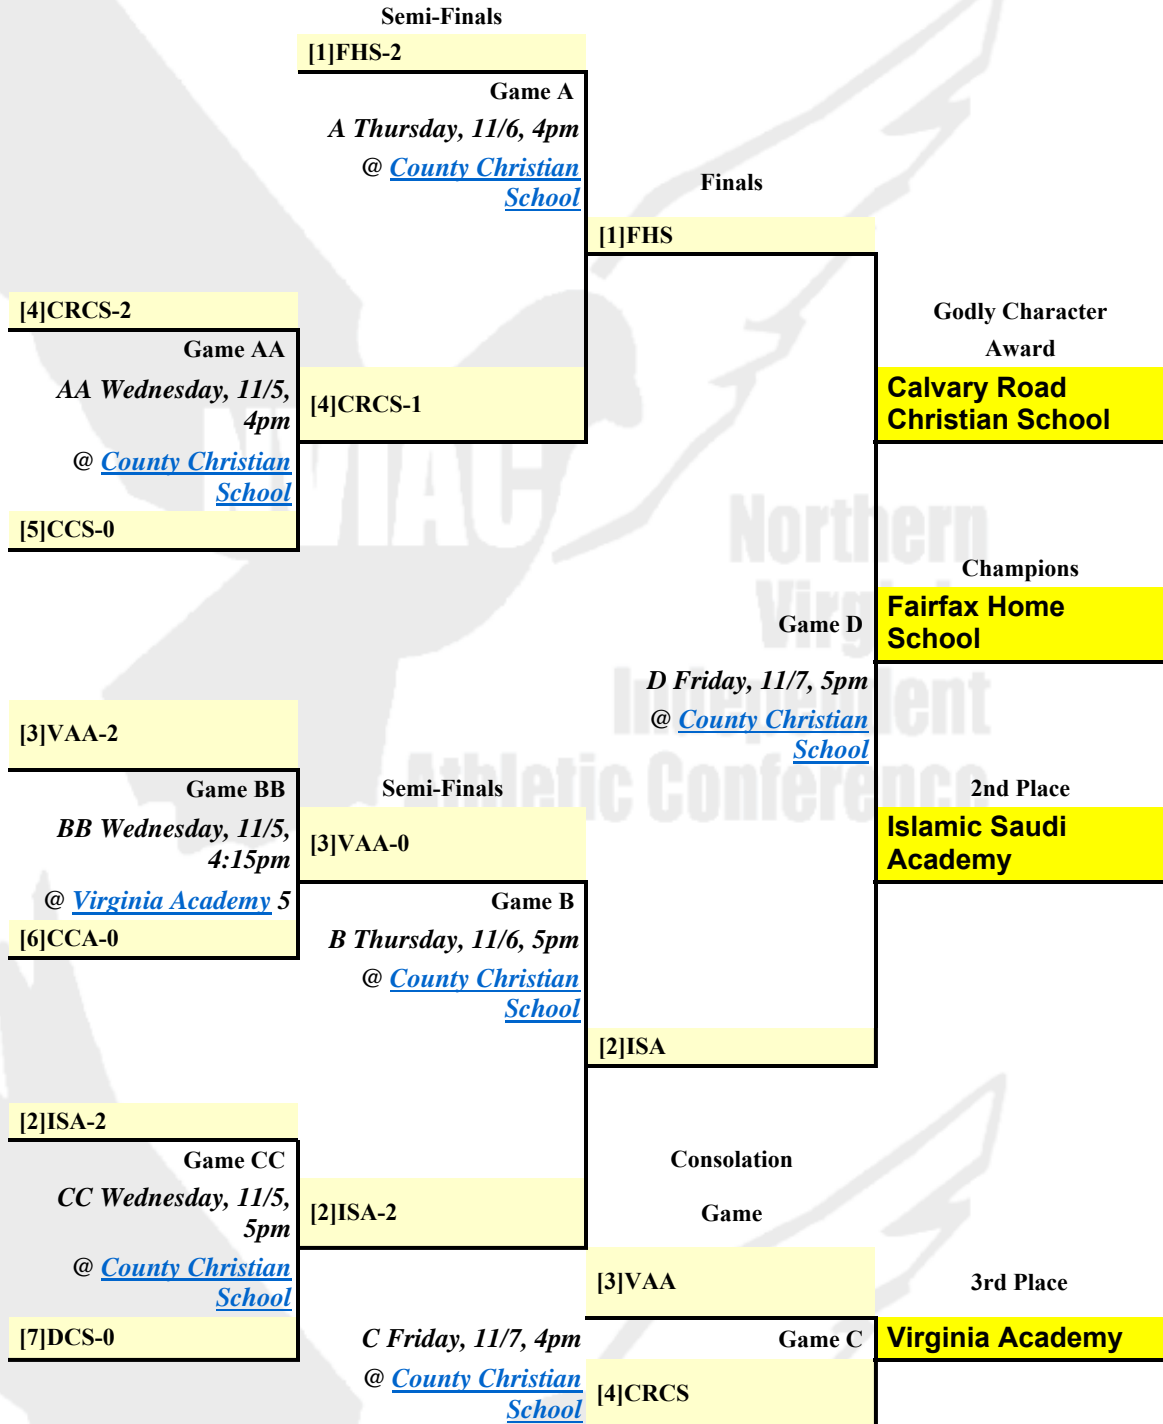 Semi-Finals
[1]FHS-2
Game A
A Thursday, 11/6, 4pm
@ County Christian
School
Finals
[1]FHS
[4]CRCS-2
Game AA
AA Wednesday, 11/5,
4pm
@ County Christian
School
[5]CCS-0
[4]CRCS-1
Godly Character
Award
Calvary Road
Christian School
NVIAC
Northern
Virginia
Independent
Athletic Conference
Champions
Fairfax Home
School
Game D
D Friday, 11/7, 5pm
@ County Christian
School
[3]VAA-2
Game BB
BB Wednesday, 11/5,
4:15pm
@ Virginia Academy 5
[6]CCA-0
Semi-Finals
[3]VAA-0
Game B
B Thursday, 11/6, 5pm
@ County Christian
School
2nd Place
Islamic Saudi
Academy
[2]ISA
[2]ISA-2
Game CC
CC Wednesday, 11/5,
5pm
@ County Christian
School
[7]DCS-0
[2]ISA-2
Consolation
Game
[3]VAA
C Friday, 11/7, 4pm
@ County Christian
School
Game C
[4]CRCS
3rd Place
Virginia Academy